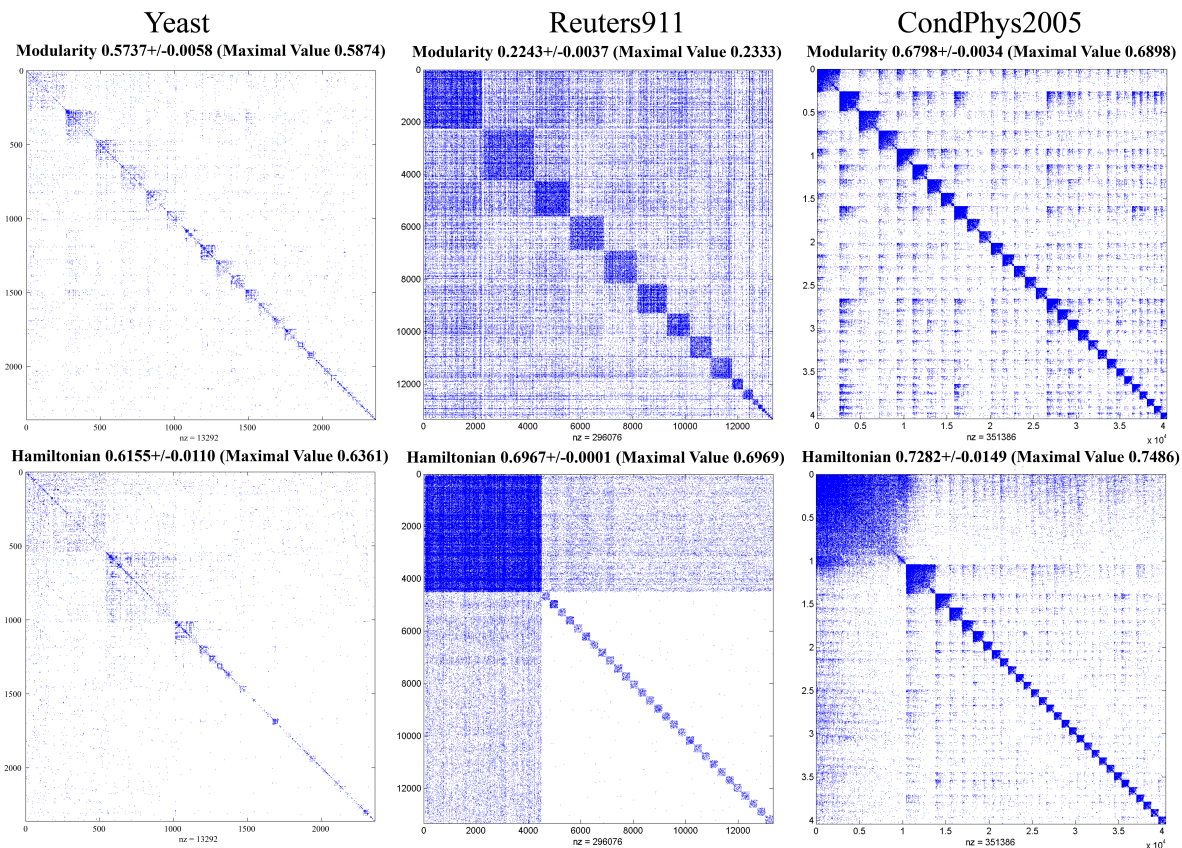 Yeast
Reuters911
CondPhys2005
Modularity 0.5737+/-0.0058 (Maximal Value 0.5874)
Modularity 0.2243+/-0.0037 (Maximal Value 0.2333)
Modularity 0.6798+/-0.0034 (Maximal Value 0.6898)
0
500
1000
1500
2000
0 500 1000 1500 2000
nz = 13292
0
2000
4000
6000
8000
10000
12000
0 2000 4000 6000 8000 10000 12000
nz = 296076
0
0.5
1
1.5
2
2.5
3
3.5
4
0 0.5 1 1.5 2 2.5 3 3.5 4
nz = 351386
x 10^4
Hamiltonian 0.6155+/-0.0110 (Maximal Value 0.6361)
Hamiltonian 0.6967+/-0.0001 (Maximal Value 0.6969)
Hamiltonian 0.7282+/-0.0149 (Maximal Value 0.7486)
0
500
1000
1500
2000
0 500 1000 1500 2000
nz = 13292
0
2000
4000
6000
8000
10000
12000
0 2000 4000 6000 8000 10000 12000
nz = 296076
0
0.5
1
1.5
2
2.5
3
3.5
4
0 0.5 1 1.5 2 2.5 3 3.5 4
nz = 351386
x 10^4